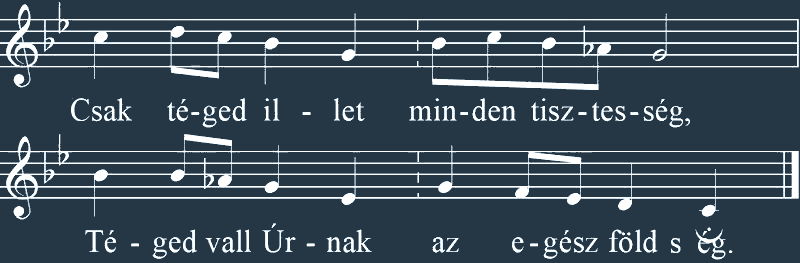 Csak té-ged il - let min-den tisz-tes-ség,
Té - ged vall Úr - nak az e-gész föld s ég.